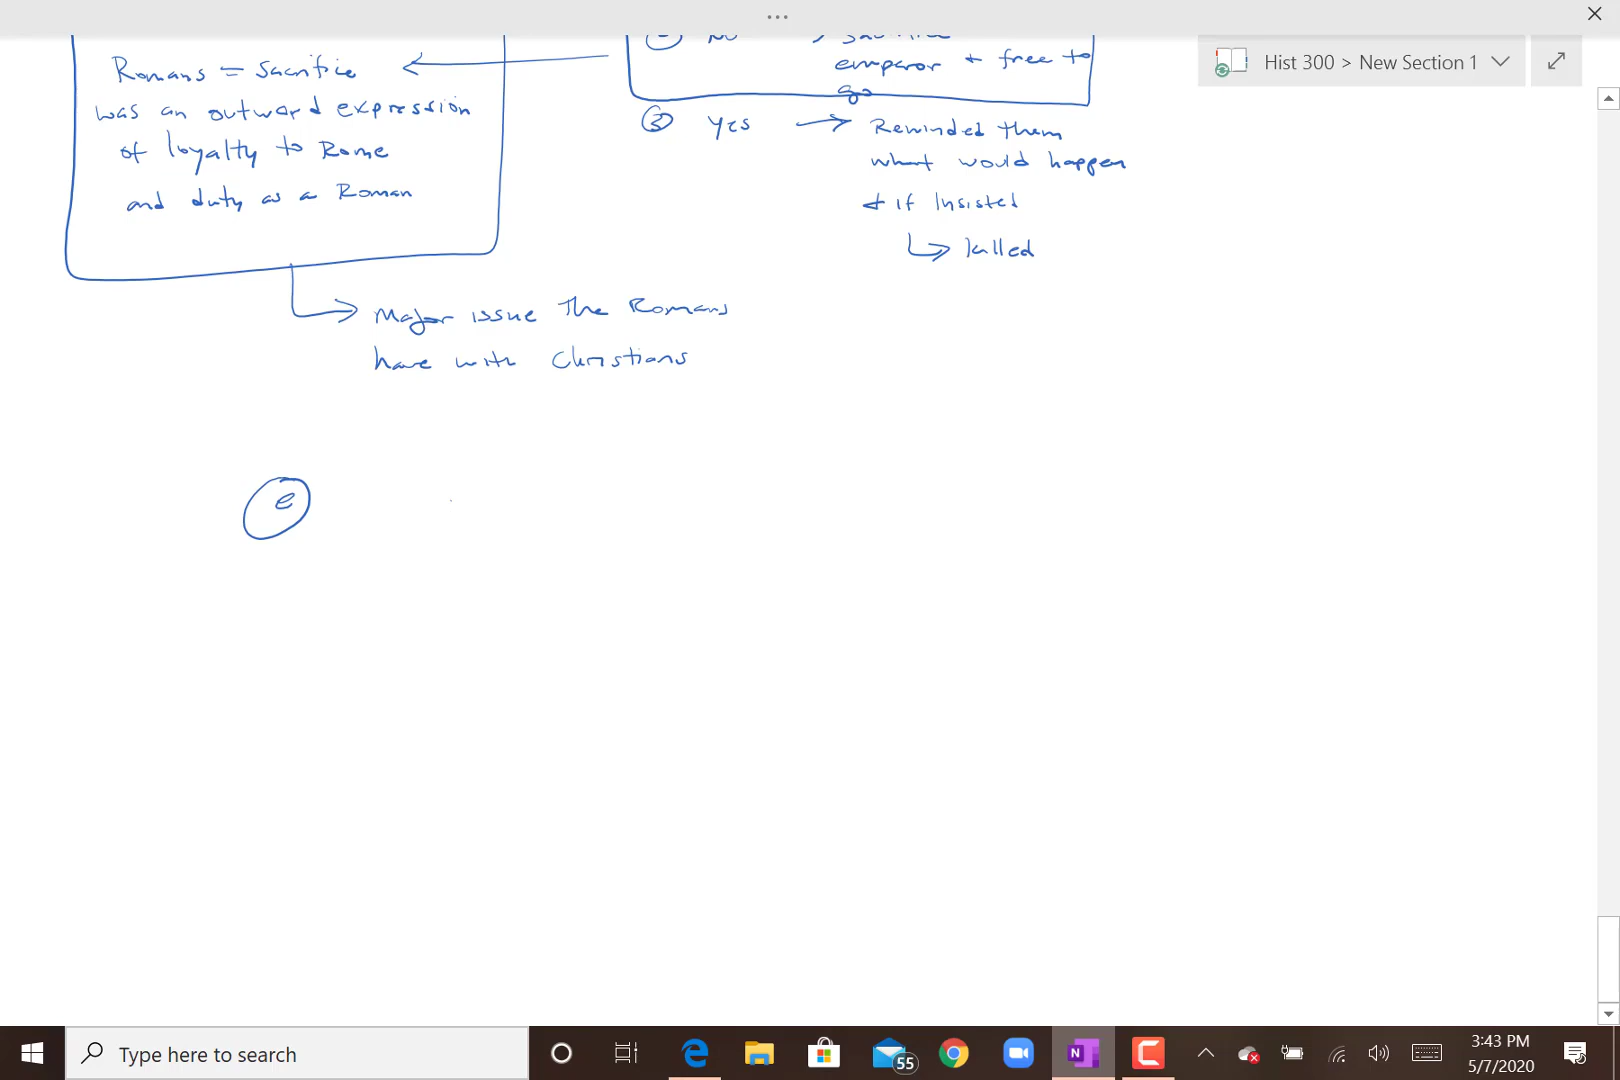 Hist 300 > New Section 1
No
emperor + free to
go
Romans = Sacrifice
was an outward expression
of loyalty to Rome
and duty as a Roman
③ Yes → Reminded them
what would happen
+ if Insisted
↳ killed
Major issue The Romans
have with Christians
e
Type here to search
55
N
3:43 PM
5/7/2020